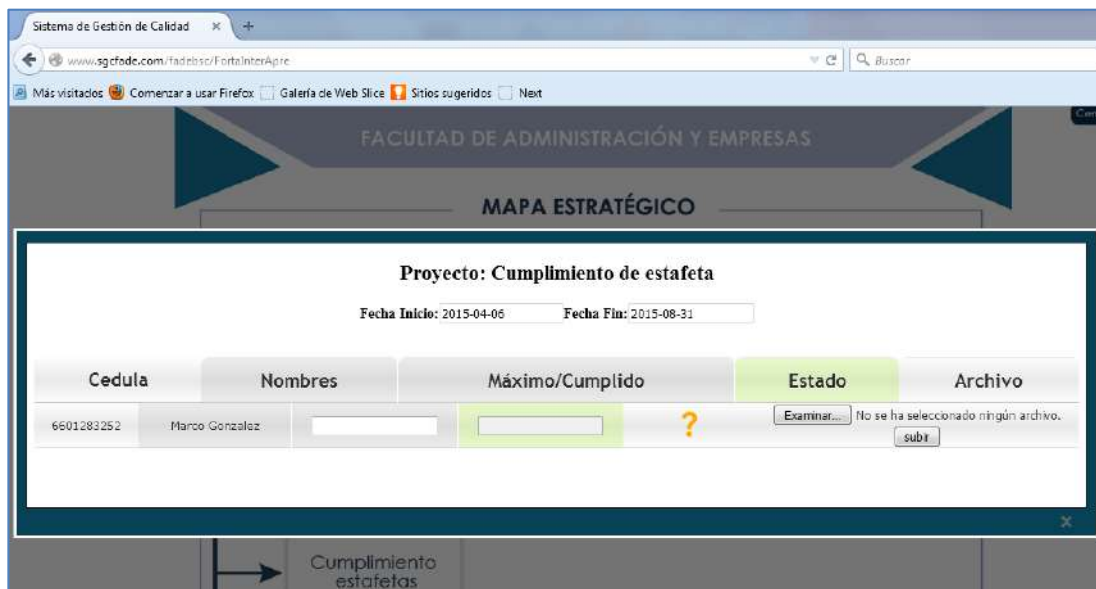 Sistema de Gestión de Calidad × +
www.sgcfade.com/fadebsc/FortaInterApre
Buscar
Más visitados Comenzar a usar Firefox Galería de Web Slice Sitios sugeridos Next
FACULTAD DE ADMINISTRACIÓN Y EMPRESAS
MAPA ESTRATÉGICO
Proyecto: Cumplimiento de estafeta
Fecha Inicio: 2015-04-06 Fecha Fin: 2015-08-31
Cedula Nombres Máximo/Cumplido Estado Archivo
6601283252 Marco Gonzalez ? Examinar... No se ha seleccionado ningún archivo.
subir
×
Cumplimiento
estafetas